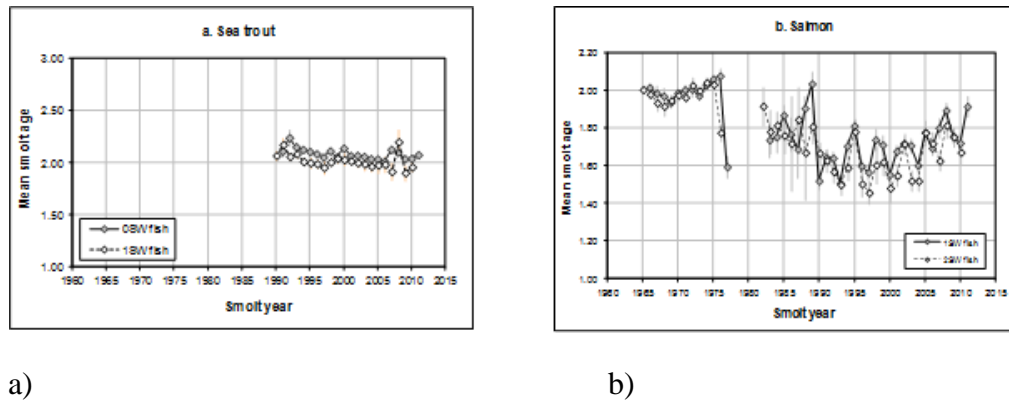 a. Sea trout
3.00
2.50
2.00
1.50
1.00
Mean smolt age
0SW fish
1SW fish
1960 1965 1970 1975 1980 1985 1990 1995 2000 2005 2010 2015
Smolt year
b. Salmon
2.20
2.00
1.80
1.60
1.40
1.20
1.00
Mean smolt age
1SW fish
2SW fish
1960 1965 1970 1975 1980 1985 1990 1995 2000 2005 2010 2015
Smolt year
a) b)